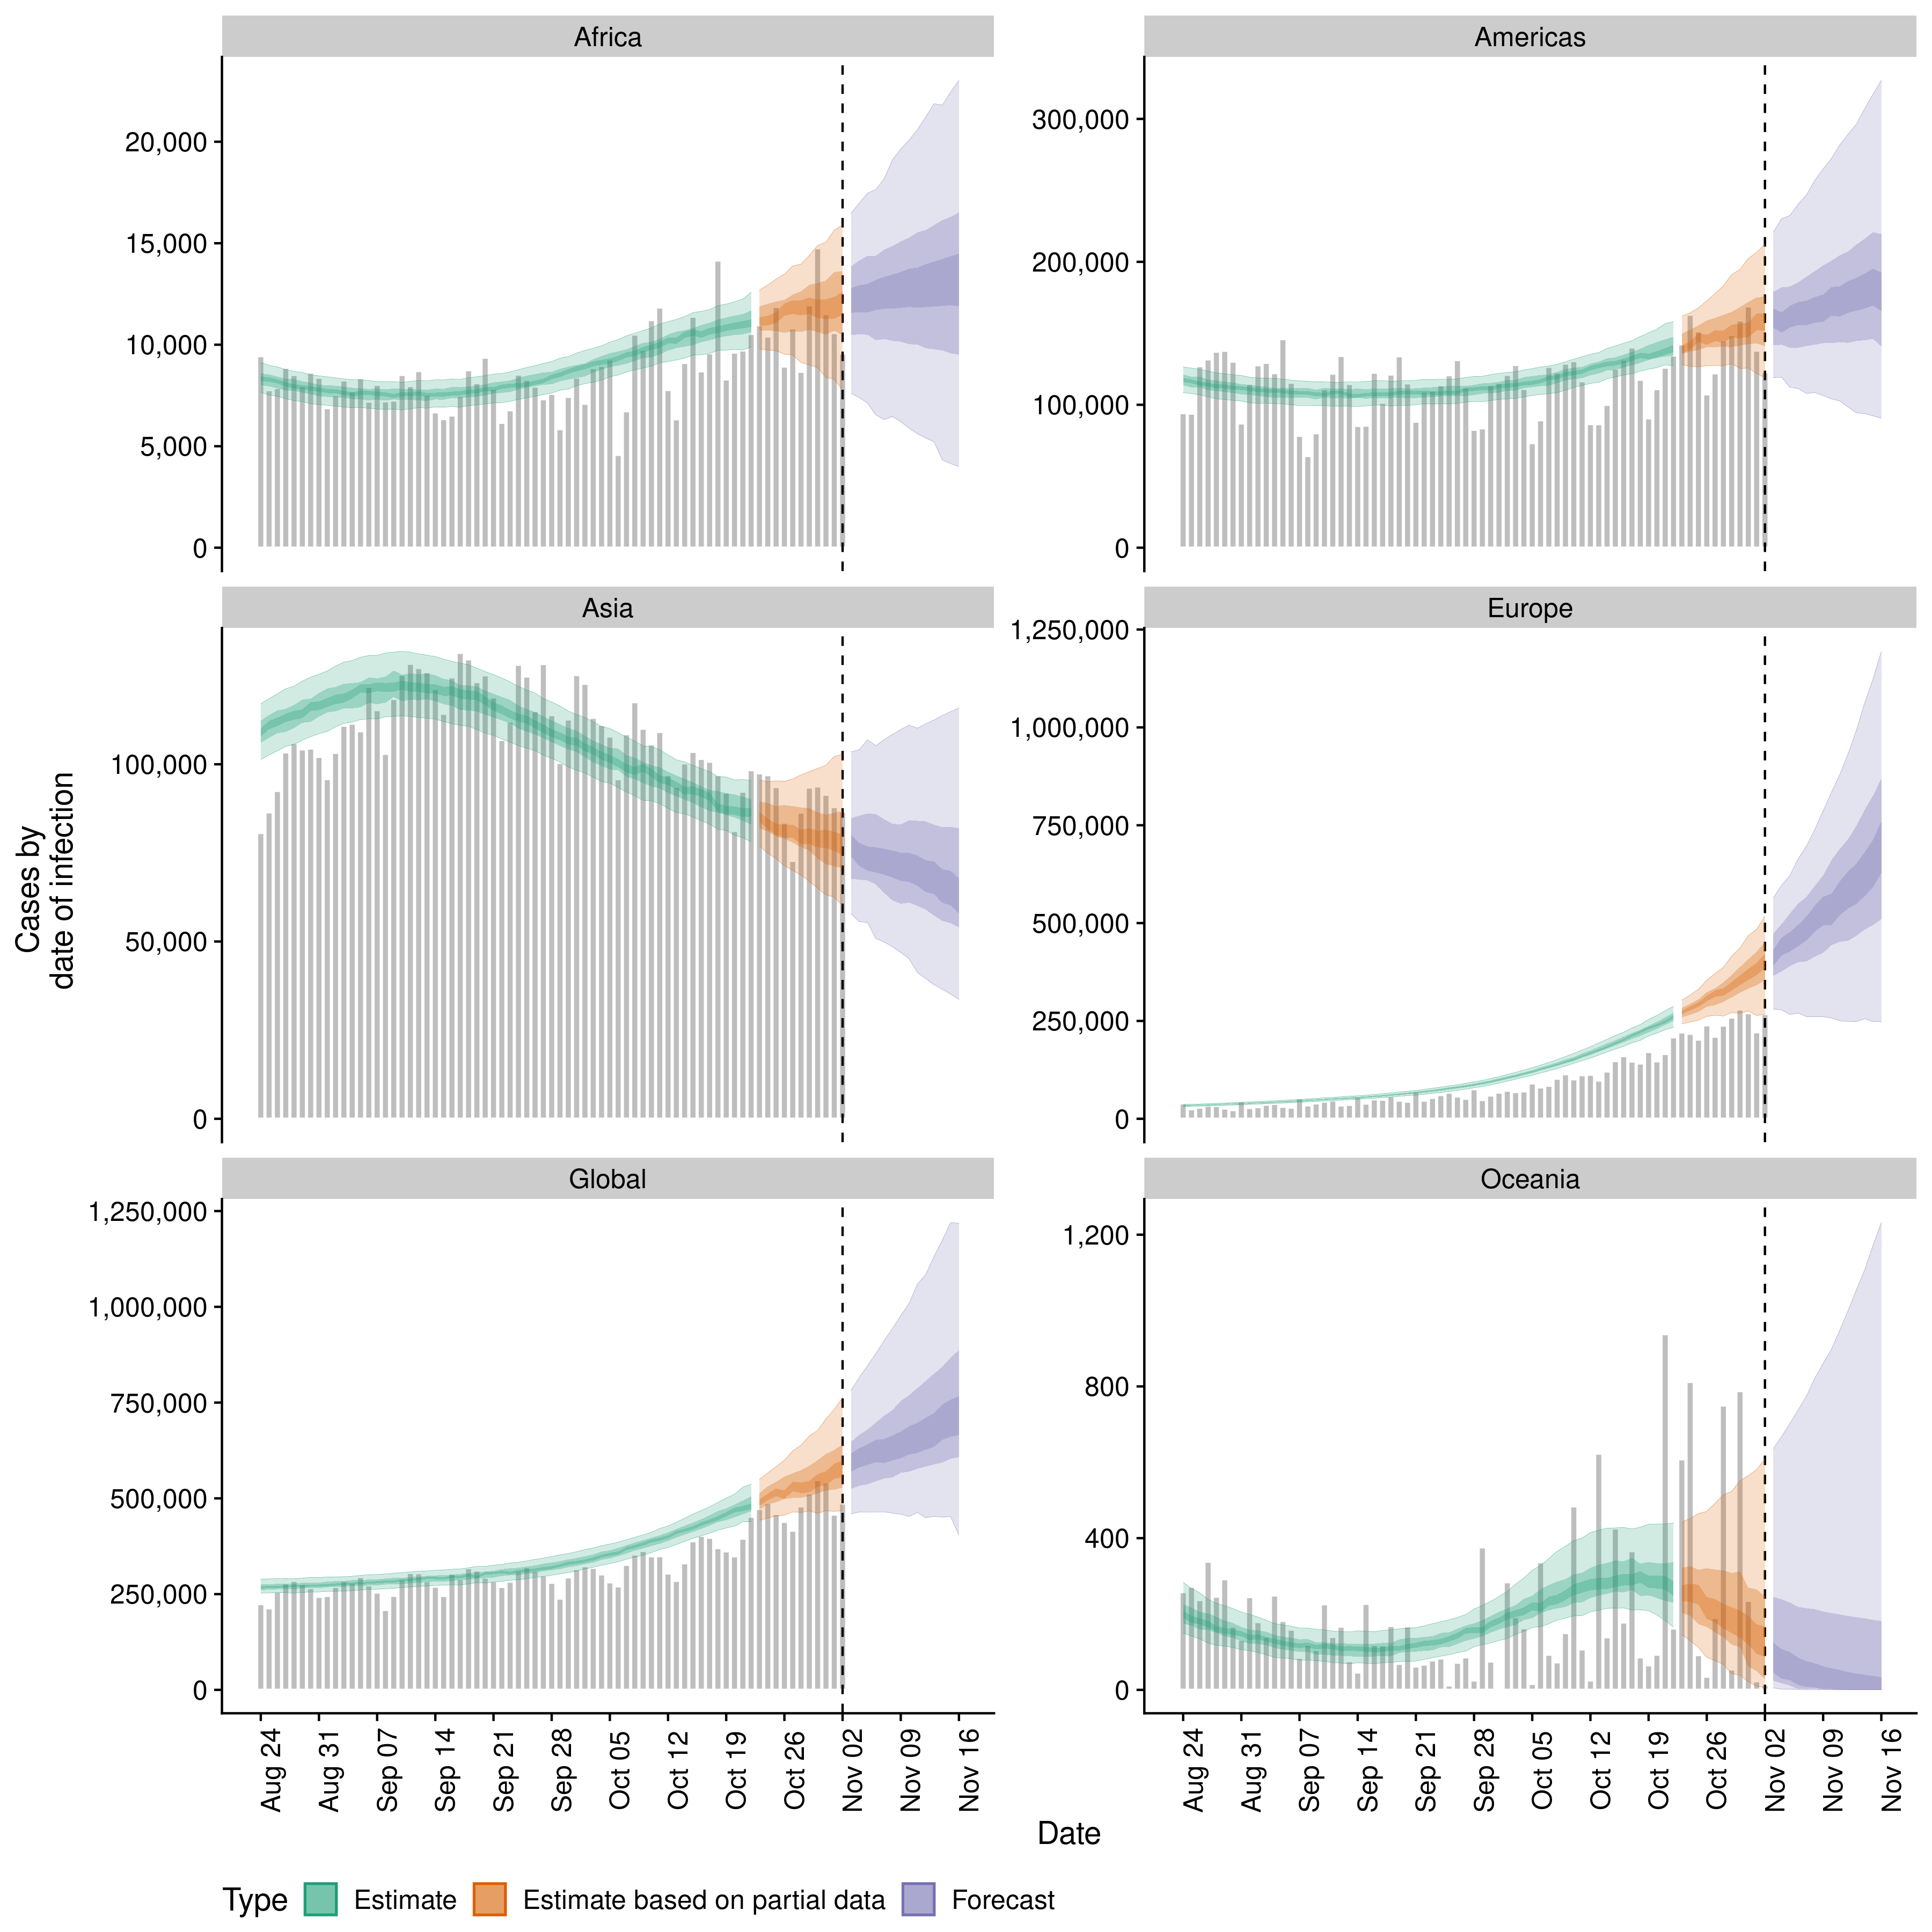 Africa
Americas
20,000
15,000
10,000
5,000
0
300,000
200,000
100,000
0
Asia
Europe
100,000
50,000
0
1,250,000
1,000,000
750,000
500,000
250,000
0
Cases by
date of infection
Global
Oceania
1,250,000
1,000,000
750,000
500,000
250,000
0
1,200
800
400
0
Aug 24
Aug 31
Sep 07
Sep 14
Sep 21
Sep 28
Oct 05
Oct 12
Oct 19
Oct 26
Nov 02
Nov 09
Nov 16
Aug 24
Aug 31
Sep 07
Sep 14
Sep 21
Sep 28
Oct 05
Oct 12
Oct 19
Oct 26
Nov 02
Nov 09
Nov 16
Date
Type Estimate Estimate based on partial data Forecast